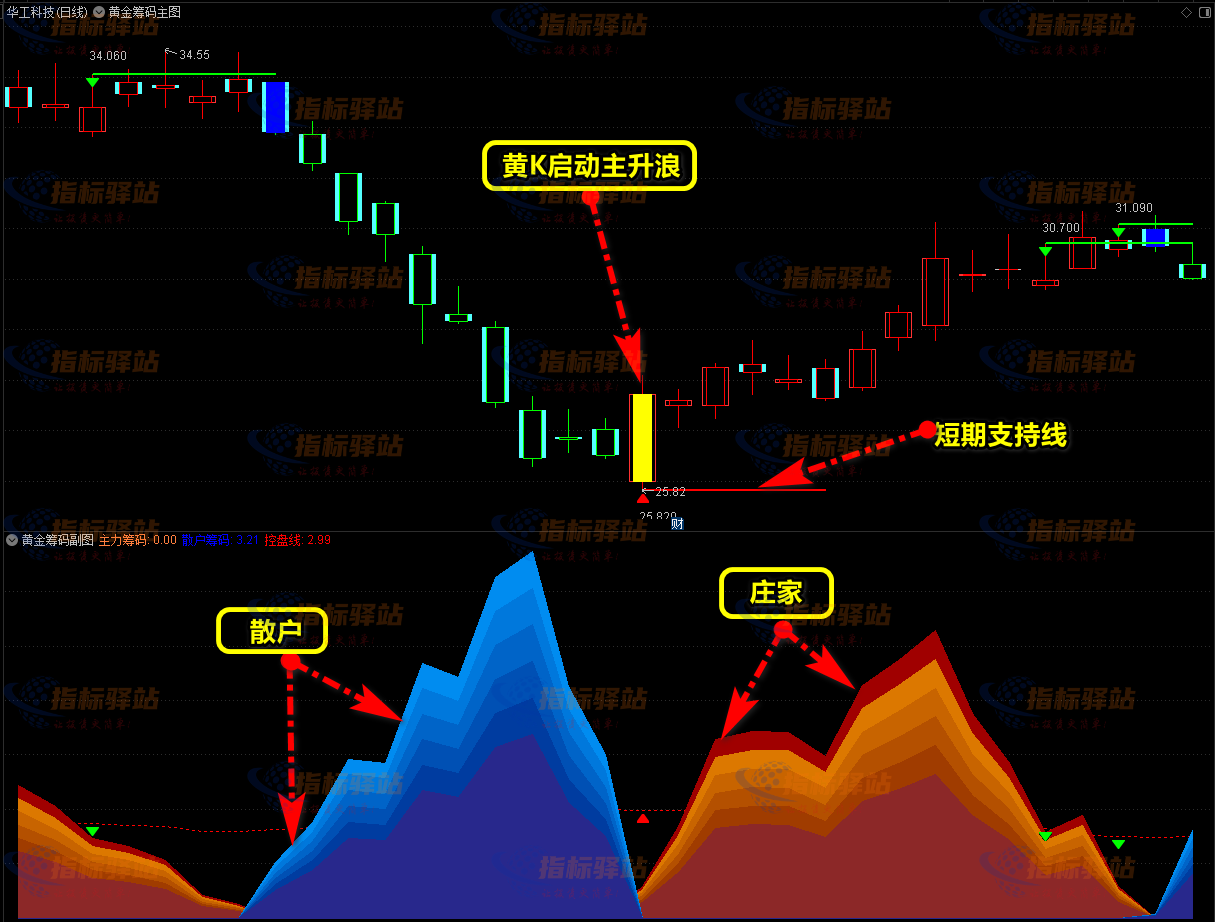 华工科技(日线) 黄金筹码主图
34.060
34.55
黄K启动主升浪
31.090
30.700
短期支持线
25.82
25.820
财
黄金筹码副图 主力筹码: 0.00 散户筹码: 3.21 控盘线: 2.99
散户
庄家
指标驿站